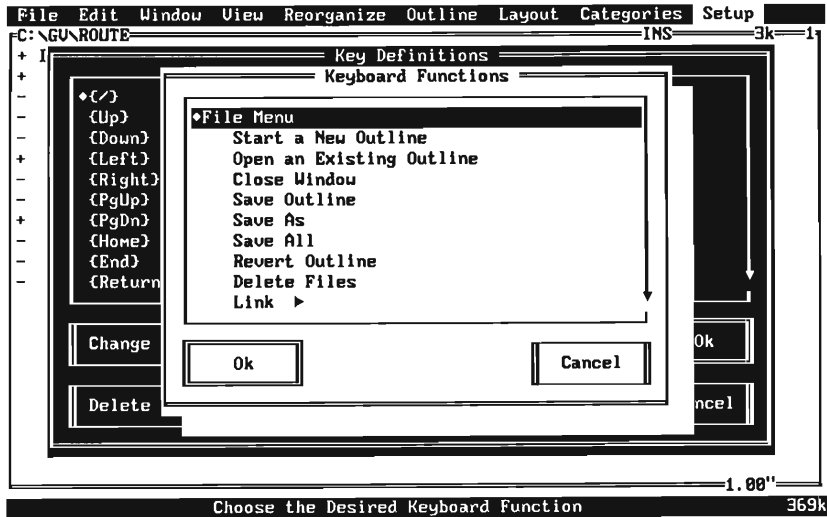 File Edit Window View Reorganize Outline Layout Categories Setup
C:\GV\ROUTE INS 3k 1
+ I Key Definitions
+ Keyboard Functions
- ◆{/}
- {Up} ◆File Menu
- {Down} Start a New Outline
+ {Left} Open an Existing Outline
- {Right} Close Window
- {PgUp} Save Outline
+ {PgDn} Save As
- {Home} Save All
- {End} Revert Outline
- {Return Delete Files
Link ►
Change Ok
Ok Cancel
Delete ncel
1.00"
Choose the Desired Keyboard Function 369k